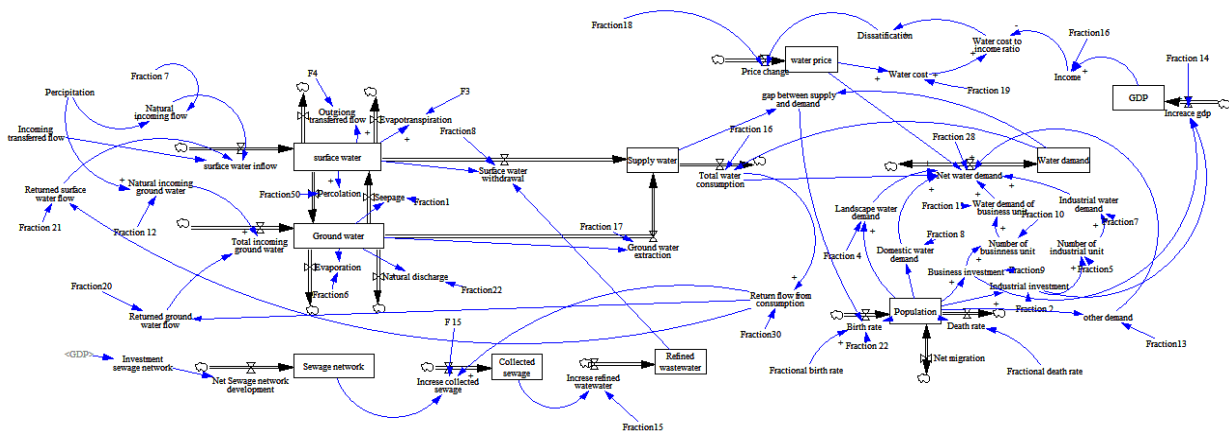 Fraction18
Dissatification
Water cost to
income ratio
-
Fraction16
Fraction 14
Fraction 7
F4
water price
Price change
Income
Percipitation
F3
Water cost
+
Fraction 19
GDP
Natural
incoming flow
Outgiong
transferred flow
Evapotranspiration
gap between supply
and demand
Increase gdp
Incoming
transferred flow
Fraction8
Fraction 16
Fraction 28
surface water inflow
surface water
Supply water
Water damand
Surface water
withdrawal
Total water
consumption
Net water demand
Returned surface
water flow
Natural incoming
ground water
Fraction50
Percolation
Seepage
Fraction1
Landscape water
demand
Fraction 11
Water demand of
business unit
Industrial water
demand
Fraction 10
Fraction7
Fraction 21
Fraction 12
Ground water
Fraction 17
Fraction 8
Total incoming
ground water
Ground water
extraction
Domestic water
demand
Number of
business unit
Number of
industrial unit
Fraction 4
Evaporation
Natural discharge
Business investment
Fraction9
Fraction5
Fraction20
Fraction6
Fraction22
Return flow from
consumption
Industrial investment
Returned ground
water flow
Population
Fraction 2
Birth rate
Death rate
other demand
F 15
Fraction30
Fraction 22
Fraction13
<GDP>
Investment
sewage network
Sewage network
Collected
sewage
Refined
wastewater
Net migration
Net Sewage network
development
Increse collected
sewage
Increse refined
watewater
Fractional birth rate
Fractional death rate
Fraction15